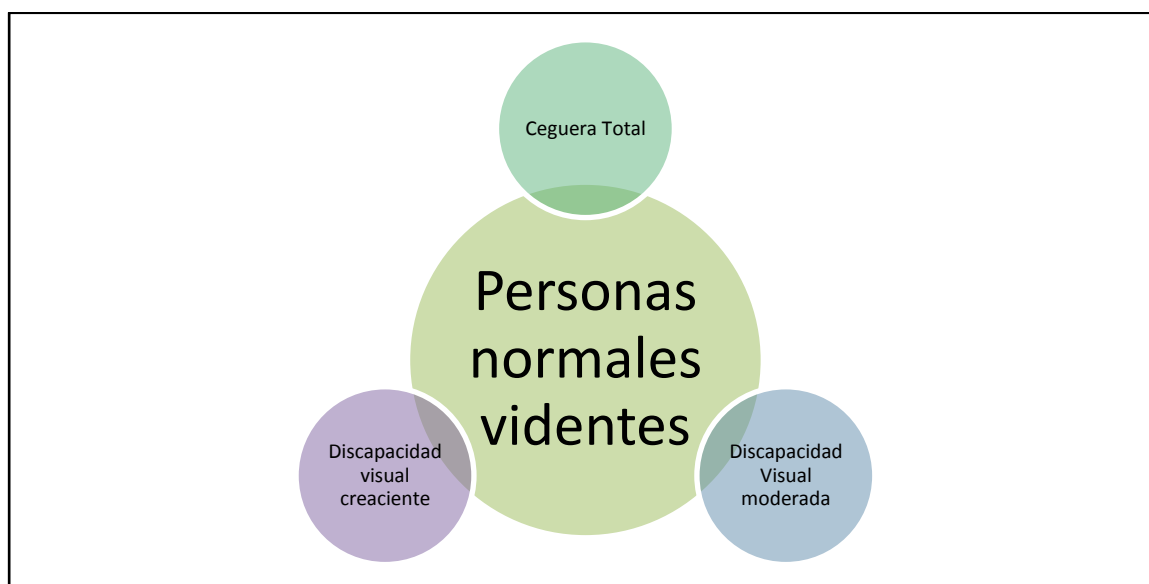 Ceguera Total
Personas
normales
videntes
Discapacidad
visual
creaciente
Discapacidad
Visual
moderada